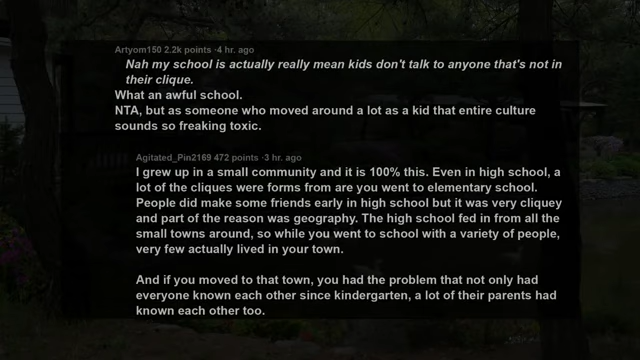 Artyom150 2.2k points ·4 hr. ago
Nah my school is actually really mean kids don't talk to anyone that's not in
their clique.
What an awful school.
NTA, but as someone who moved around a lot as a kid that entire culture
sounds so freaking toxic.
Agitated_Pin2169 472 points ·3 hr. ago
I grew up in a small community and it is 100% this. Even in high school, a
lot of the cliques were forms from are you went to elementary school.
People did make some friends early in high school but it was very cliquey
and part of the reason was geography. The high school fed in from all the
small towns around, so while you went to school with a variety of people,
very few actually lived in your town.
And if you moved to that town, you had the problem that not only had
everyone known each other since kindergarten, a lot of their parents had
known each other too.